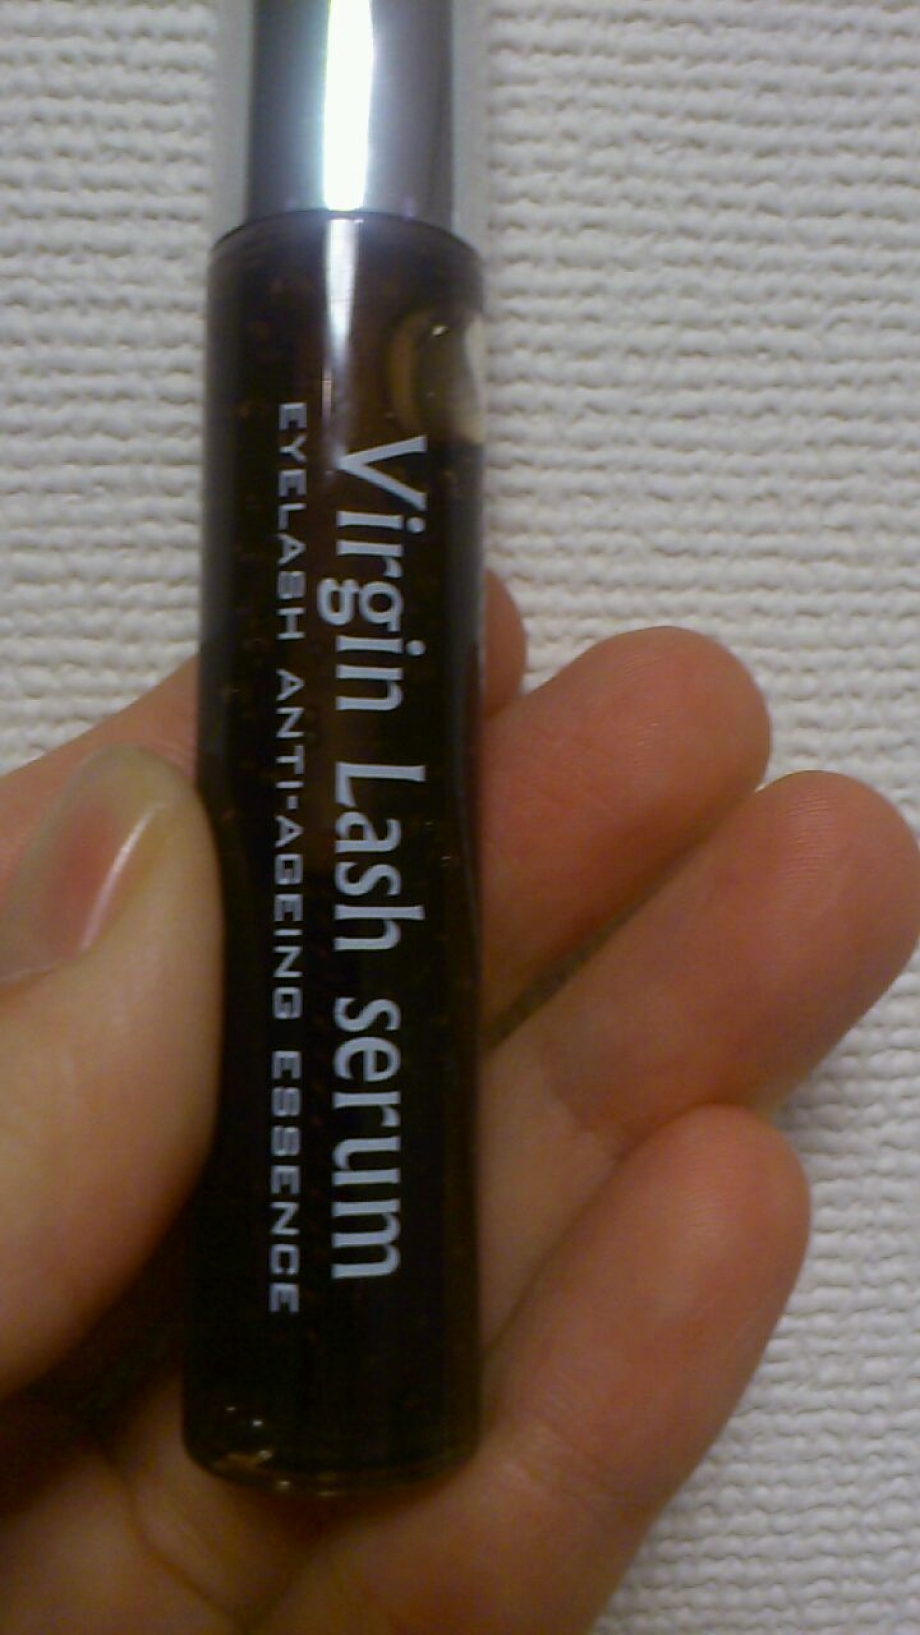 Virgin Lash serum
EYELASH ANTI-AGEING ESSENCE